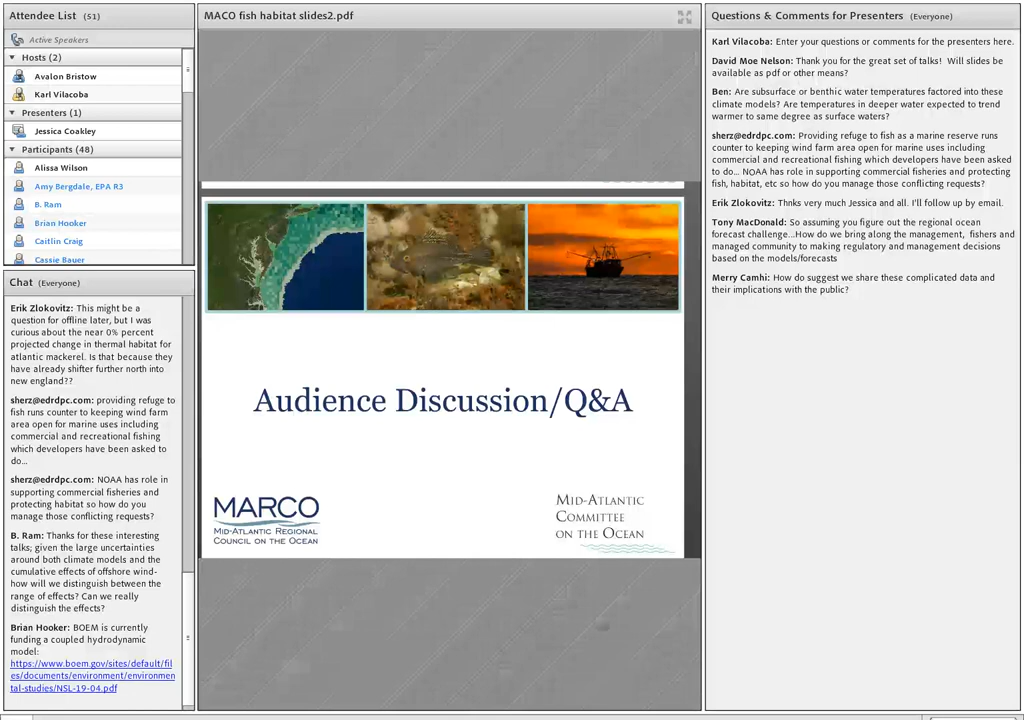 Attendee List (51)
Active Speakers
Hosts (2)
Avalon Bristow
Karl Vilacoba
Presenters (1)
Jessica Coakley
Participants (48)
Alissa Wilson
Amy Bergdale, EPA R3
B. Ram
Brian Hooker
Caitlin Craig
Cassie Bauer
Chat (Everyone)
Erik Zlokovitz: This might be a
question for offline later, but I was
curious about the near 0% percent
projected change in thermal habitat for
atlantic mackerel. Is that because they
have already shifter further north into
new england??
sherz@edrdpc.com: providing refuge to
fish runs counter to keeping wind farm
area open for marine uses including
commercial and recreational fishing
which developers have been asked to
do...
sherz@edrdpc.com: NOAA has role in
supporting commercial fisheries and
protecting habitat so how do you
manage those conflicting requests?
B. Ram: Thanks for these interesting
talks; given the large uncertainties
around both climate models and the
cumulative effects of offshore wind-
how will we distinguish between the
range of effects? Can we really
distinguish the effects?
Brian Hooker: BOEM is currently
funding a coupled hydrodynamic
model:
https://www.boem.gov/sites/default/fil
es/documents/environment/environmen
tal-studies/NSL-19-04.pdf
MACO fish habitat slides2.pdf
Audience Discussion/Q&A
MARCO
MID-ATLANTIC REGIONAL
COUNCIL ON THE OCEAN
MID-ATLANTIC
COMMITTEE
ON THE OCEAN
Questions & Comments for Presenters (Everyone)
Karl Vilacoba: Enter your questions or comments for the presenters here.
David Moe Nelson: Thank you for the great set of talks! Will slides be
available as pdf or other means?
Ben: Are subsurface or benthic water temperatures factored into these
climate models? Are temperatures in deeper water expected to trend
warmer to same degree as surface waters?
sherz@edrdpc.com: Providing refuge to fish as a marine reserve runs
counter to keeping wind farm area open for marine uses including
commercial and recreational fishing which developers have been asked
to do... NOAA has role in supporting commercial fisheries and protecting
fish, habitat, etc so how do you manage those conflicting requests?
Erik Zlokovitz: Thnks very much Jessica and all. I'll follow up by email.
Tony MacDonald: So assuming you figure out the regional ocean
forecast challenge...How do we bring along the management, fishers and
managed community to making regulatory and management decisions
based on the models/forecasts
Merry Camhi: How do suggest we share these complicated data and
their implications with the public?